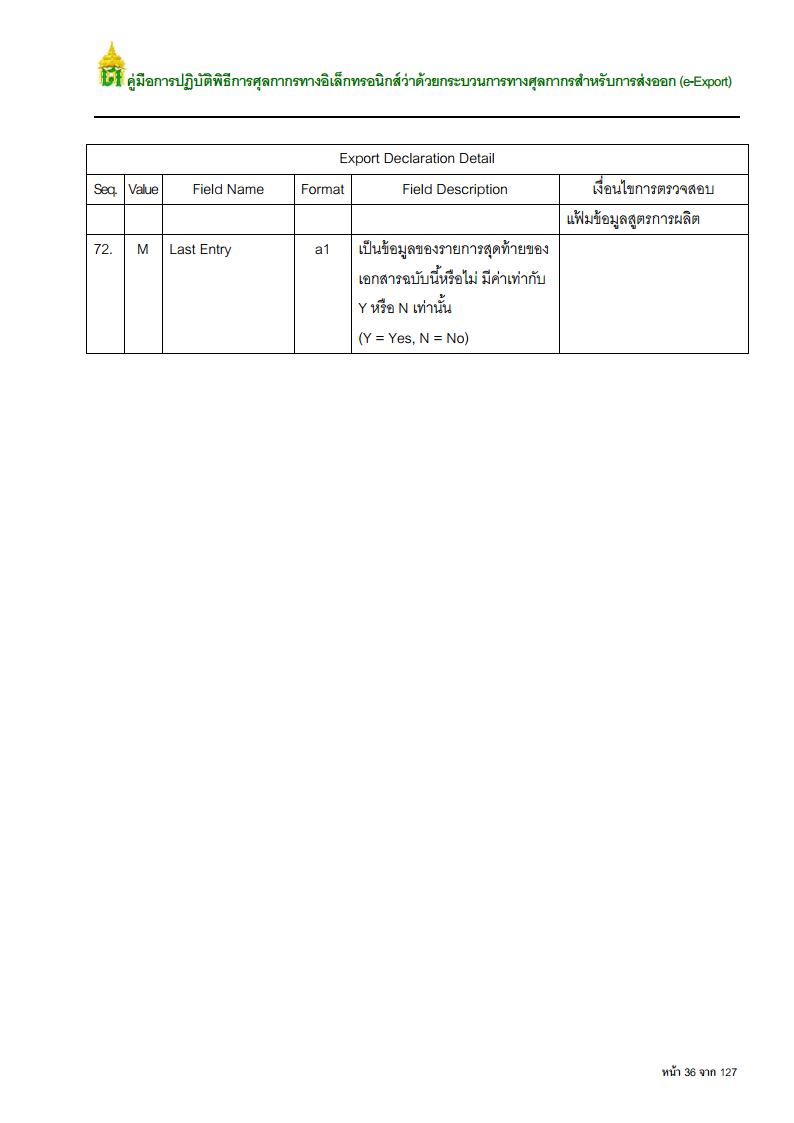 คู่มือการปฏิบัติพิธีการศุลกากรทางอิเล็กทรอนิกส์ว่าด้วยกระบวนการทางศุลกากรสำหรับการส่งออก (e-Export)
Export Declaration Detail
Seq. Value Field Name Format Field Description เงื่อนไขการตรวจสอบ
แฟ้มข้อมูลสูตรการผลิต
72. M Last Entry a1 เป็นข้อมูลของรายการสุดท้ายของ
เอกสารฉบับนี้หรือไม่ มีค่าเท่ากับ
Y หรือ N เท่านั้น
(Y = Yes, N = No)
หน้า 36 จาก 127